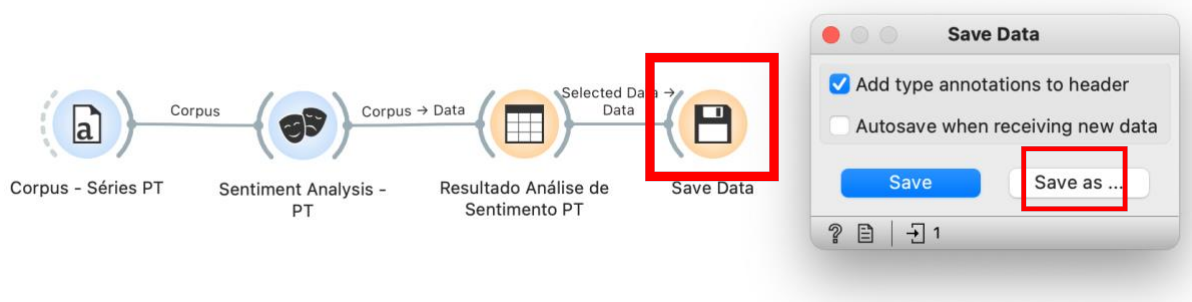 Corpus
Corpus → Data
Selected Data →
Data
a
Corpus - Séries PT
Sentiment Analysis -
PT
Resultado Análise de
Sentimento PT
Save Data
Save Data
Add type annotations to header
Autosave when receiving new data
Save
Save as ...
? 
1